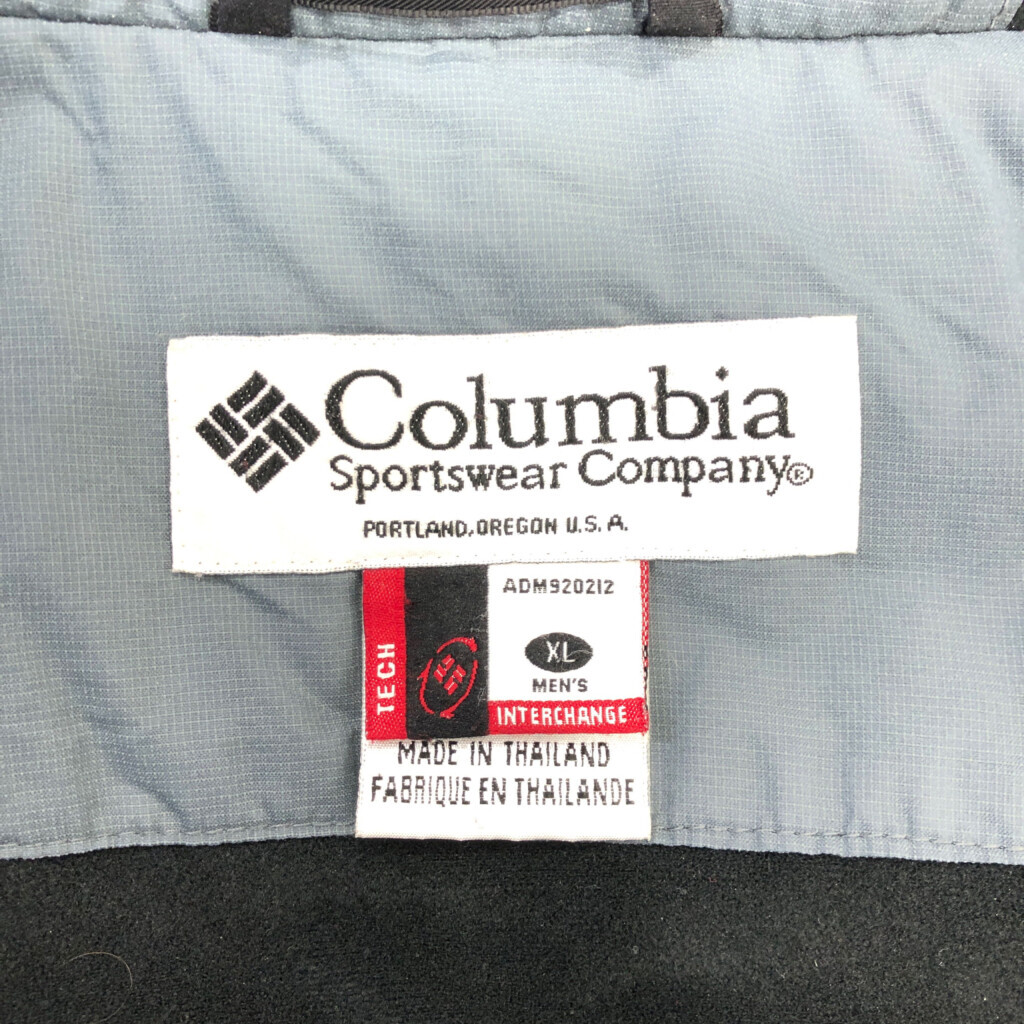 Columbia
Sportswear Company®
PORTLAND, OREGON U.S.A.
ADM920212
XL
MEN'S
TECH
INTERCHANGE
MADE IN THAILAND
FABRIQUE EN THAILANDE